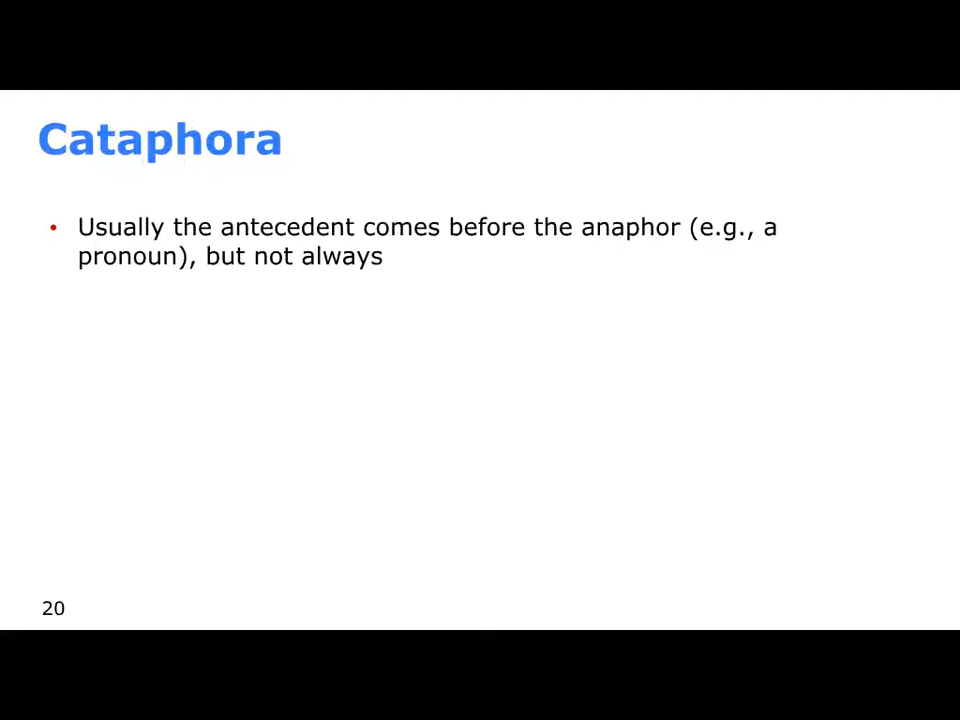 Cataphora
• Usually the antecedent comes before the anaphor (e.g., a
pronoun), but not always
20